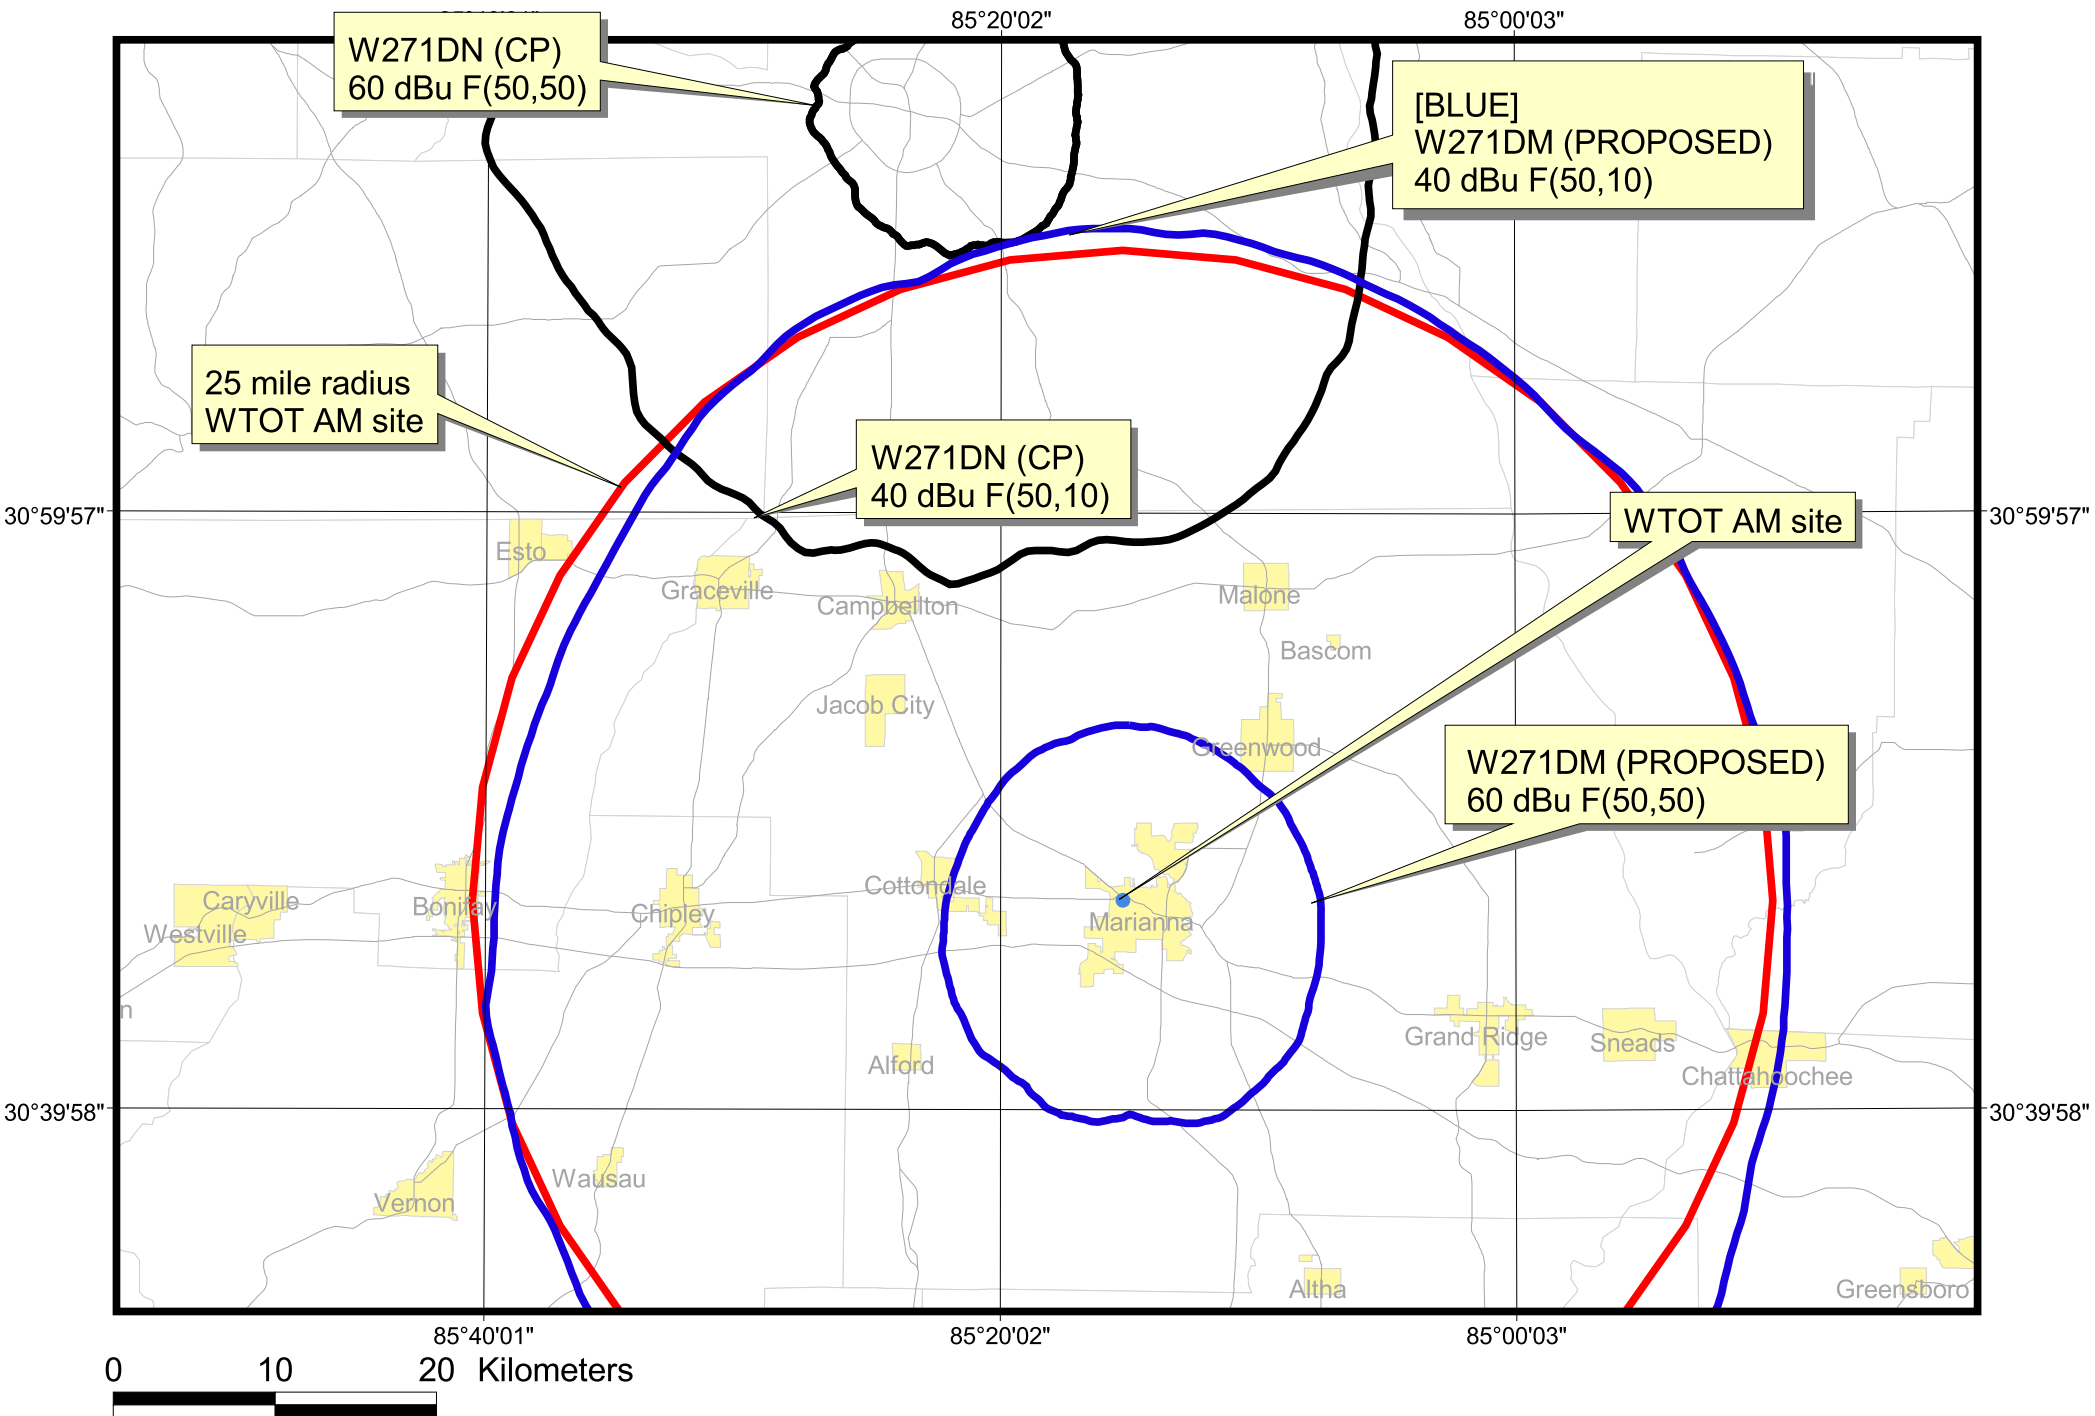 85°20'02"
85°00'03"
W271DN (CP)
60 dBu F(50,50)
[BLUE]
W271DM (PROPOSED)
40 dBu F(50,10)
25 mile radius
WTOT AM site
W271DN (CP)
40 dBu F(50,10)
30°59'57"
WTOT AM site
30°59'57"
Esto
Graceville
Campbellton
Malone
Bascom
Jacob City
Greenwood
W271DM (PROPOSED)
60 dBu F(50,50)
Cottondale
Caryville
Bonifay
Chipley
Marianna
Westville
n
Grand Ridge
Sneads
Alford
Chattahoochee
30°39'58"
30°39'58"
Wausau
Vernon
Altha
Greensboro
85°40'01"
85°20'02"
85°00'03"
0 10 20 Kilometers